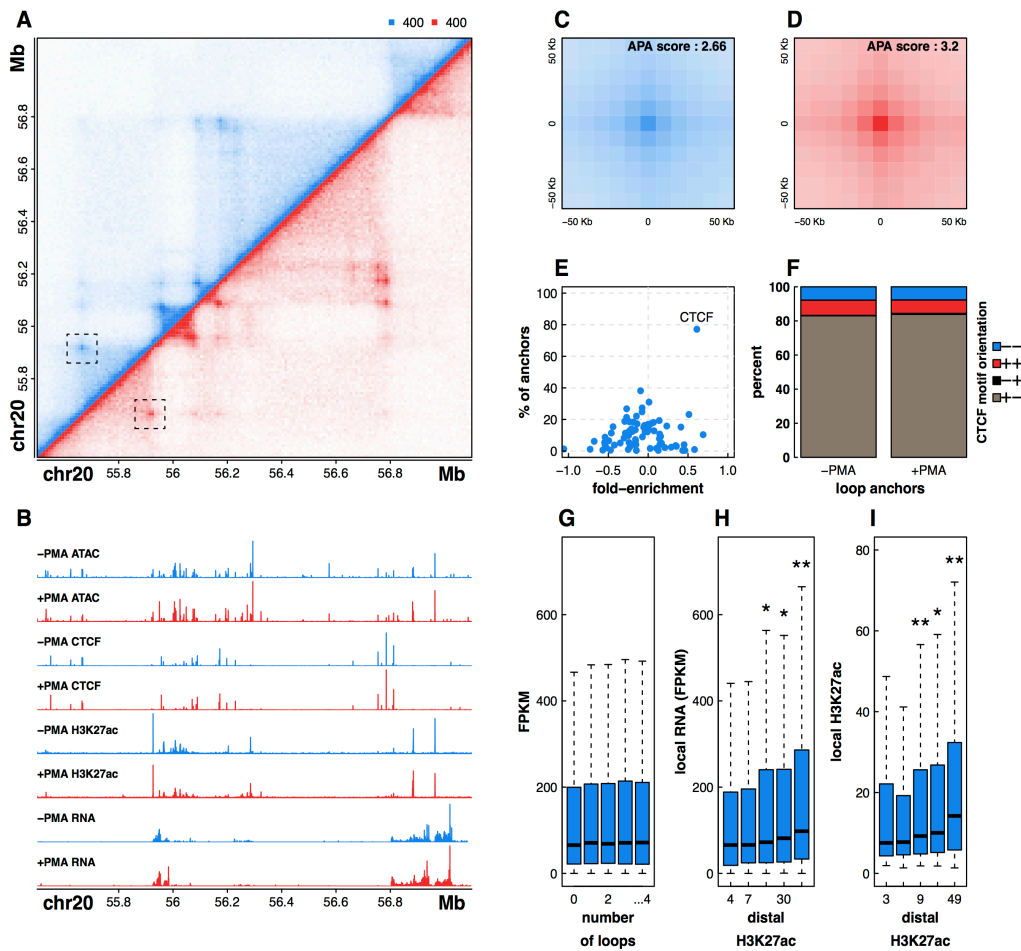 A
400 400
Mb
56.8
56.6
56.4
56.2
56
55.8
chr20
chr20 55.8 56 56.2 56.4 56.6 Mb
B
−PMA ATAC
+PMA ATAC
−PMA CTCF
+PMA CTCF
−PMA H3K27ac
+PMA H3K27ac
−PMA RNA
+PMA RNA
chr20 55.8 56 56.2 56.4 56.6 56.8 Mb
C
APA score : 2.66
50 Kb
0
−50 Kb
−50 Kb 0 50 Kb
D
APA score : 3.2
50 Kb
0
−50 Kb
−50 Kb 0 50 Kb
E
CTCF
% of anchors
100
80
60
40
20
0
−1.0 −0.5 0.0 0.5 1.0
fold−enrichment
F
percent
100
80
60
40
20
0
−PMA +PMA
loop anchors
CTCF motif orientation
−−
++
−+
+−
G
FPKM
600
400
200
0
0 2 ...4
number
of loops
H
local RNA (FPKM)
600
400
200
0
* * **
4 7 30
distal
H3K27ac
I
local H3K27ac
80
60
40
20
0
** * **
3 9 49
distal
H3K27ac